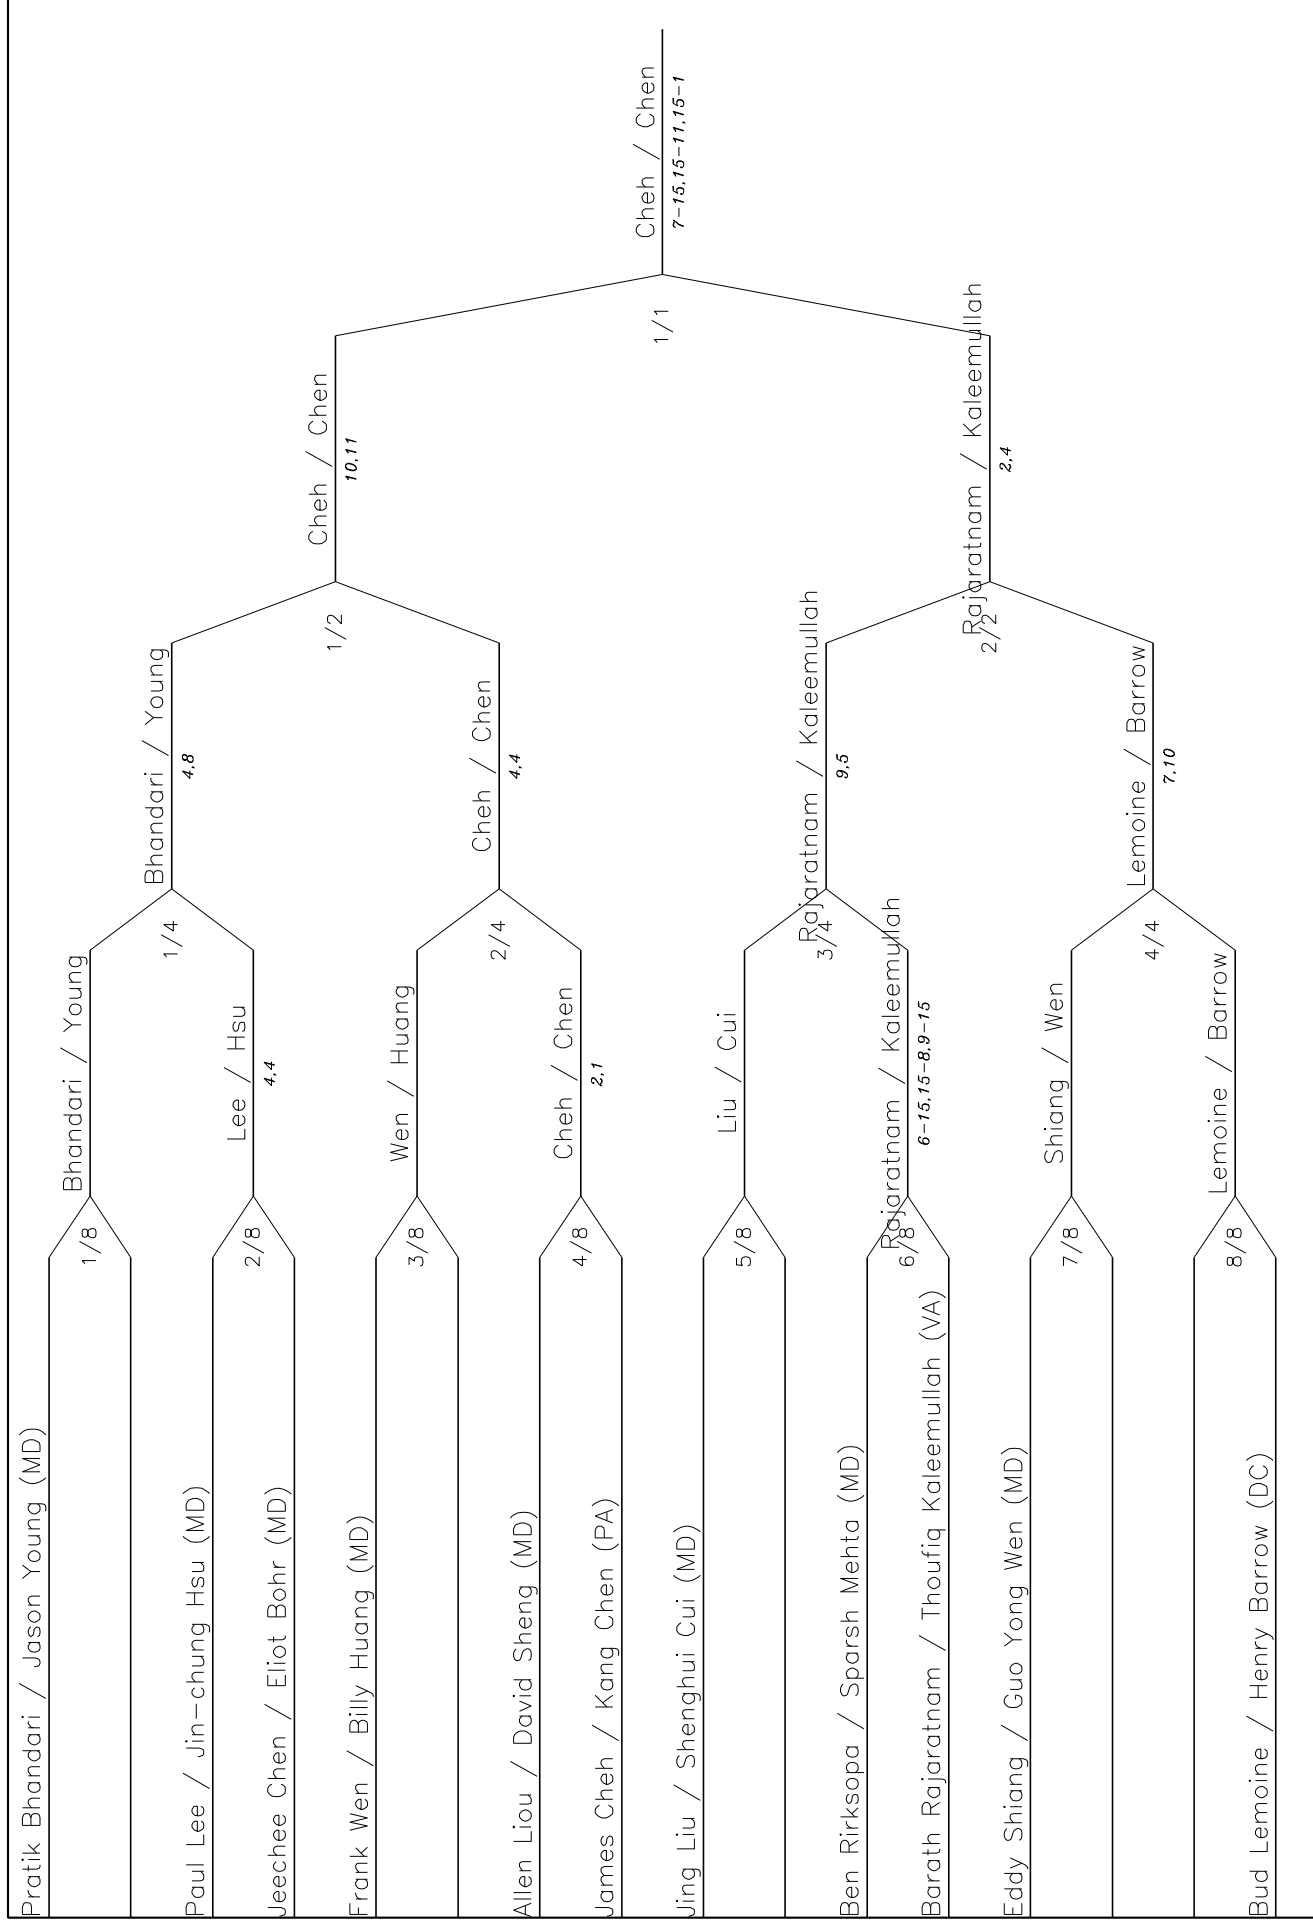 Pratik Bhandari / Jason Young (MD)
Paul Lee / Jin-chung Hsu (MD)
Jeechee Chen / Eliot Bohr (MD)
Frank Wen / Billy Huang (MD)
Allen Liou / David Sheng (MD)
James Cheh / Kang Chen (PA)
Jing Liu / Shenghui Cui (MD)
Ben Rirksopa / Sparsh Mehta (MD)
Barath Rajaratnam / Thoufiq Kaleemullah (VA)
Eddy Shiang / Guo Yong Wen (MD)
Bud Lemoine / Henry Barrow (DC)
1/8
2/8
3/8
4/8
5/8
6/8
7/8
8/8
Bhandari / Young
Lee / Hsu
4,4
Wen / Huang
Cheh / Chen
2,1
Liu / Cui
Rajaratnam / Kaleemullah
6-15,15-8,9-15
Shiang / Wen
Lemoine / Barrow
1/4
2/4
3/4
4/4
Bhandari / Young
4,8
Cheh / Chen
4,4
Rajaratnam / Kaleemullah
9,5
Lemoine / Barrow
7,10
1/2
2/2
Cheh / Chen
10,11
Rajaratnam / Kaleemullah
2,4
1/1
Cheh / Chen
7-15,15-11,15-1